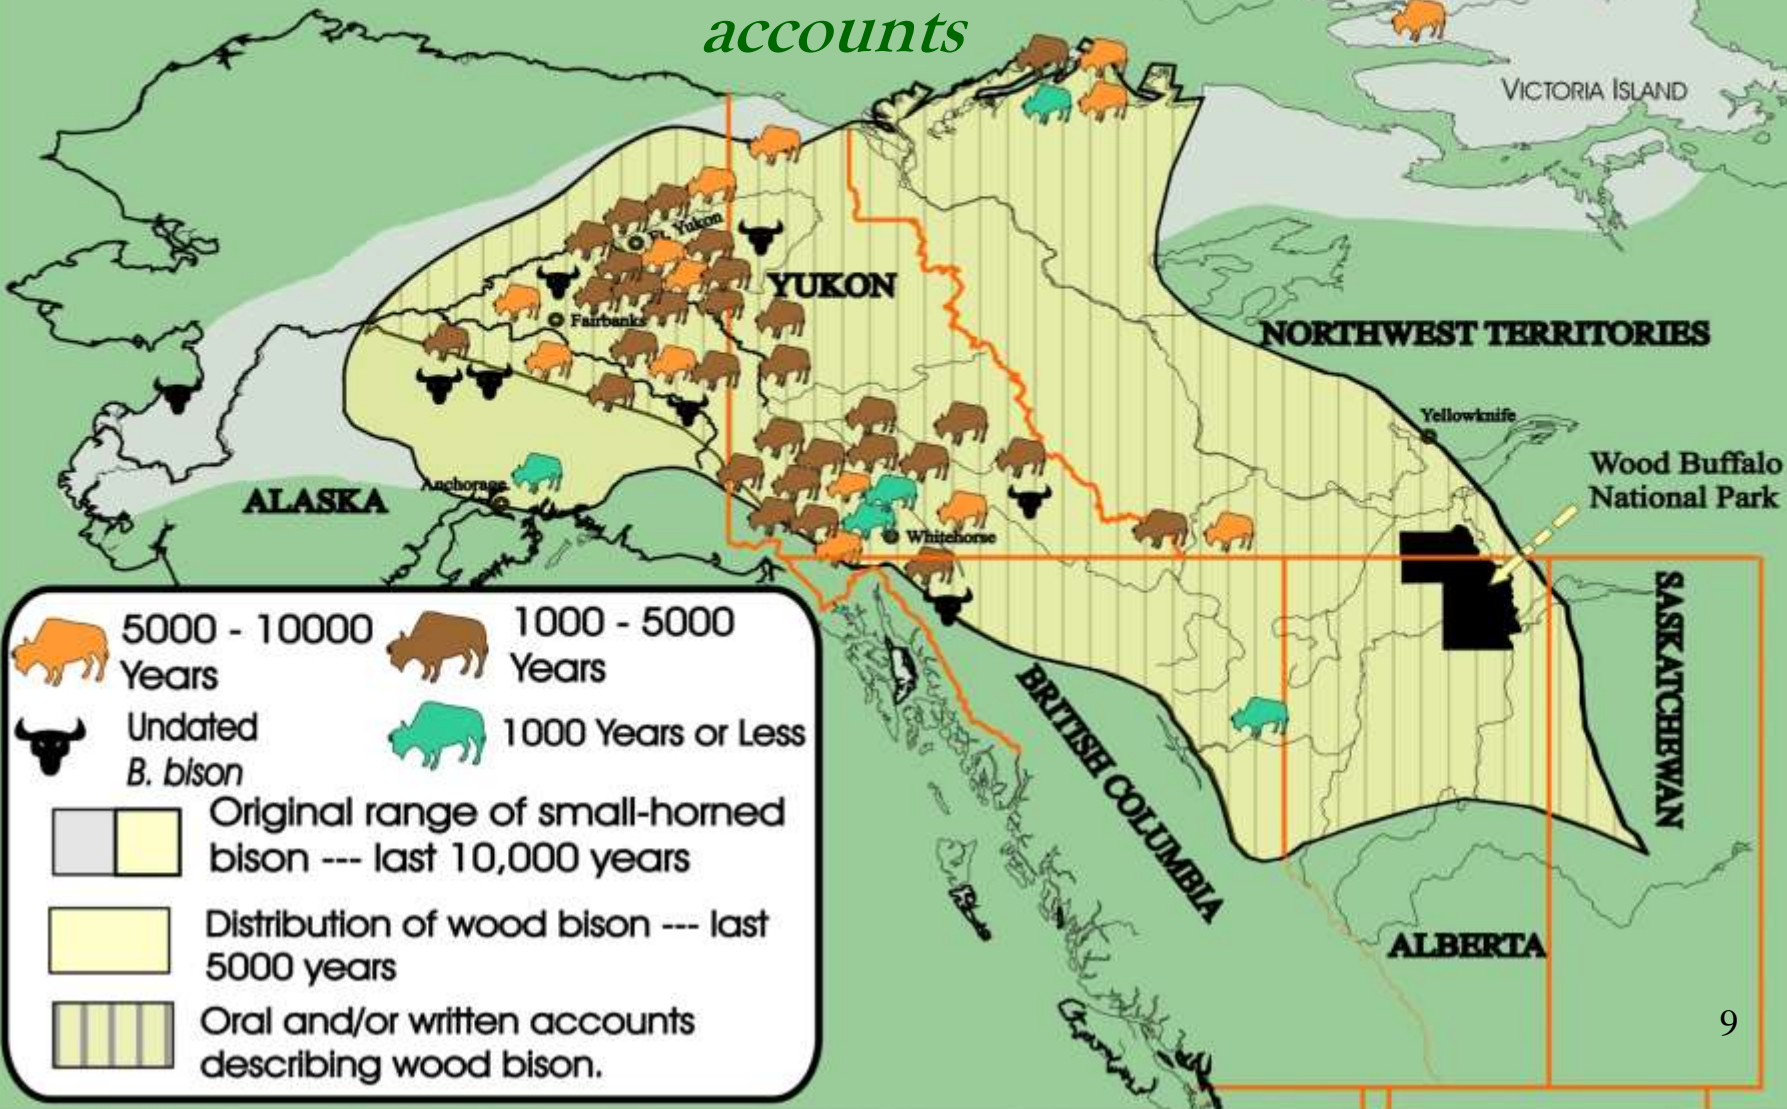 accounts
VICTORIA ISLAND
Ft. Yukon
YUKON
Fairbanks
NORTHWEST TERRITORIES
Yellowknife
Wood Buffalo
National Park
Anchorage
ALASKA
Whitehorse
SASKATCHEWAN
BRITISH COLUMBIA
ALBERTA
5000 - 10000
Years
1000 - 5000
Years
Undated
B. bison
1000 Years or Less
Original range of small-horned
bison --- last 10,000 years
Distribution of wood bison --- last
5000 years
Oral and/or written accounts
describing wood bison.
9